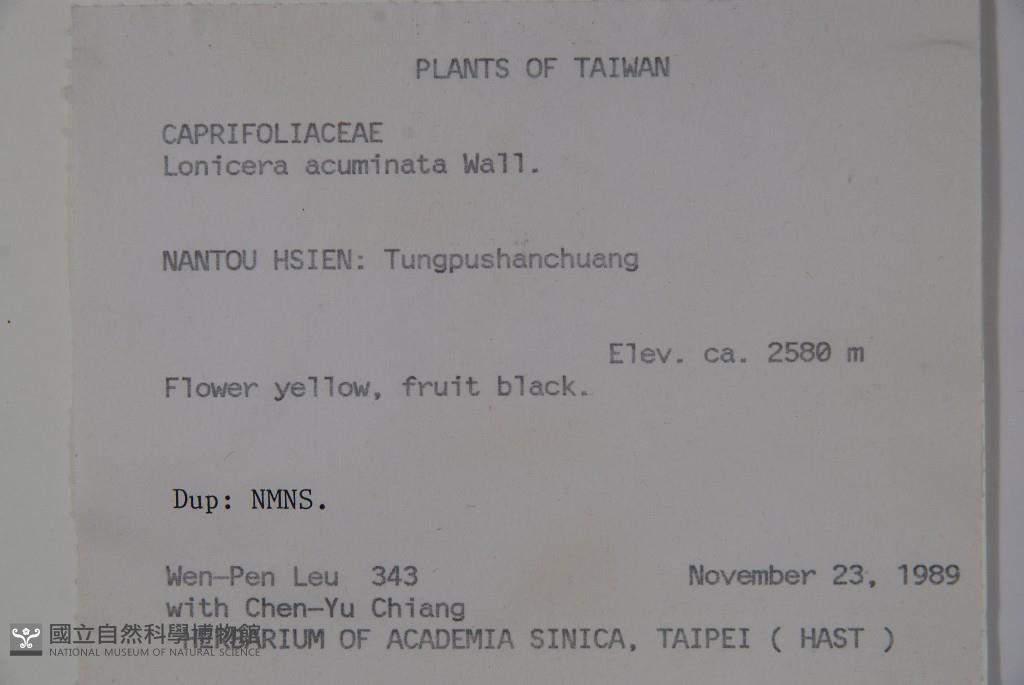 PLANTS OF TAIWAN
CAPRIFOLIACEAE
Lonicera acuminata Wall.
NANTOU HSIEN: Tungpushanchuang
Elev. ca. 2580 m
Flower yellow, fruit black.
Dup: NMNS.
Wen-Pen Leu 343 November 23, 1989
with Chen-Yu Chiang
HERBARIUM OF ACADEMIA SINICA, TAIPEI ( HAST )
國立自然科學博物館
NATIONAL MUSEUM OF NATURAL SCIENCE